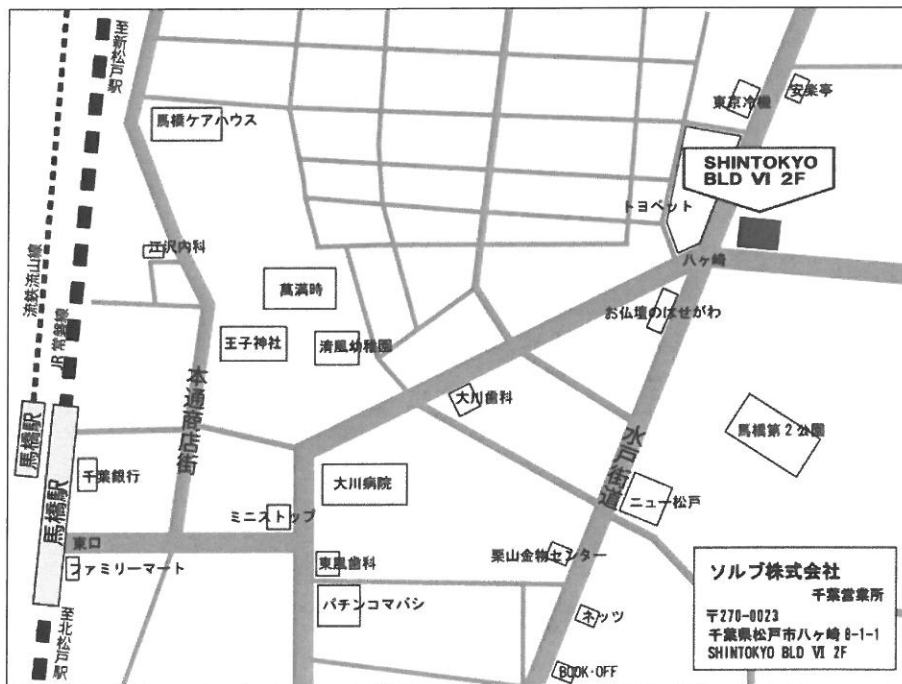 至新松戸駅
流鉄流山線
JR常磐線
馬橋ケアハウス
東京冷機
安楽亭
SHINTOKYO
BLD Ⅵ 2F
トヨペット
八ヶ崎
江沢内科
萬満時
王子神社
清風幼稚園
お仏壇のはせがわ
本通商店街
大川歯科
水戸街道
馬橋第2公園
馬橋駅
馬橋駅
千葉銀行
大川病院
ミニストップ
ニュー松戸
東口
ファミリーマート
東風歯科
栗山金物センター
パチンコマバシ
ネッツ
BOOK・OFF
至北松戸駅
ソルブ株式会社
千葉営業所
〒270-0023
千葉県松戸市八ヶ崎 8-1-1
SHINTOKYO BLD Ⅵ 2F